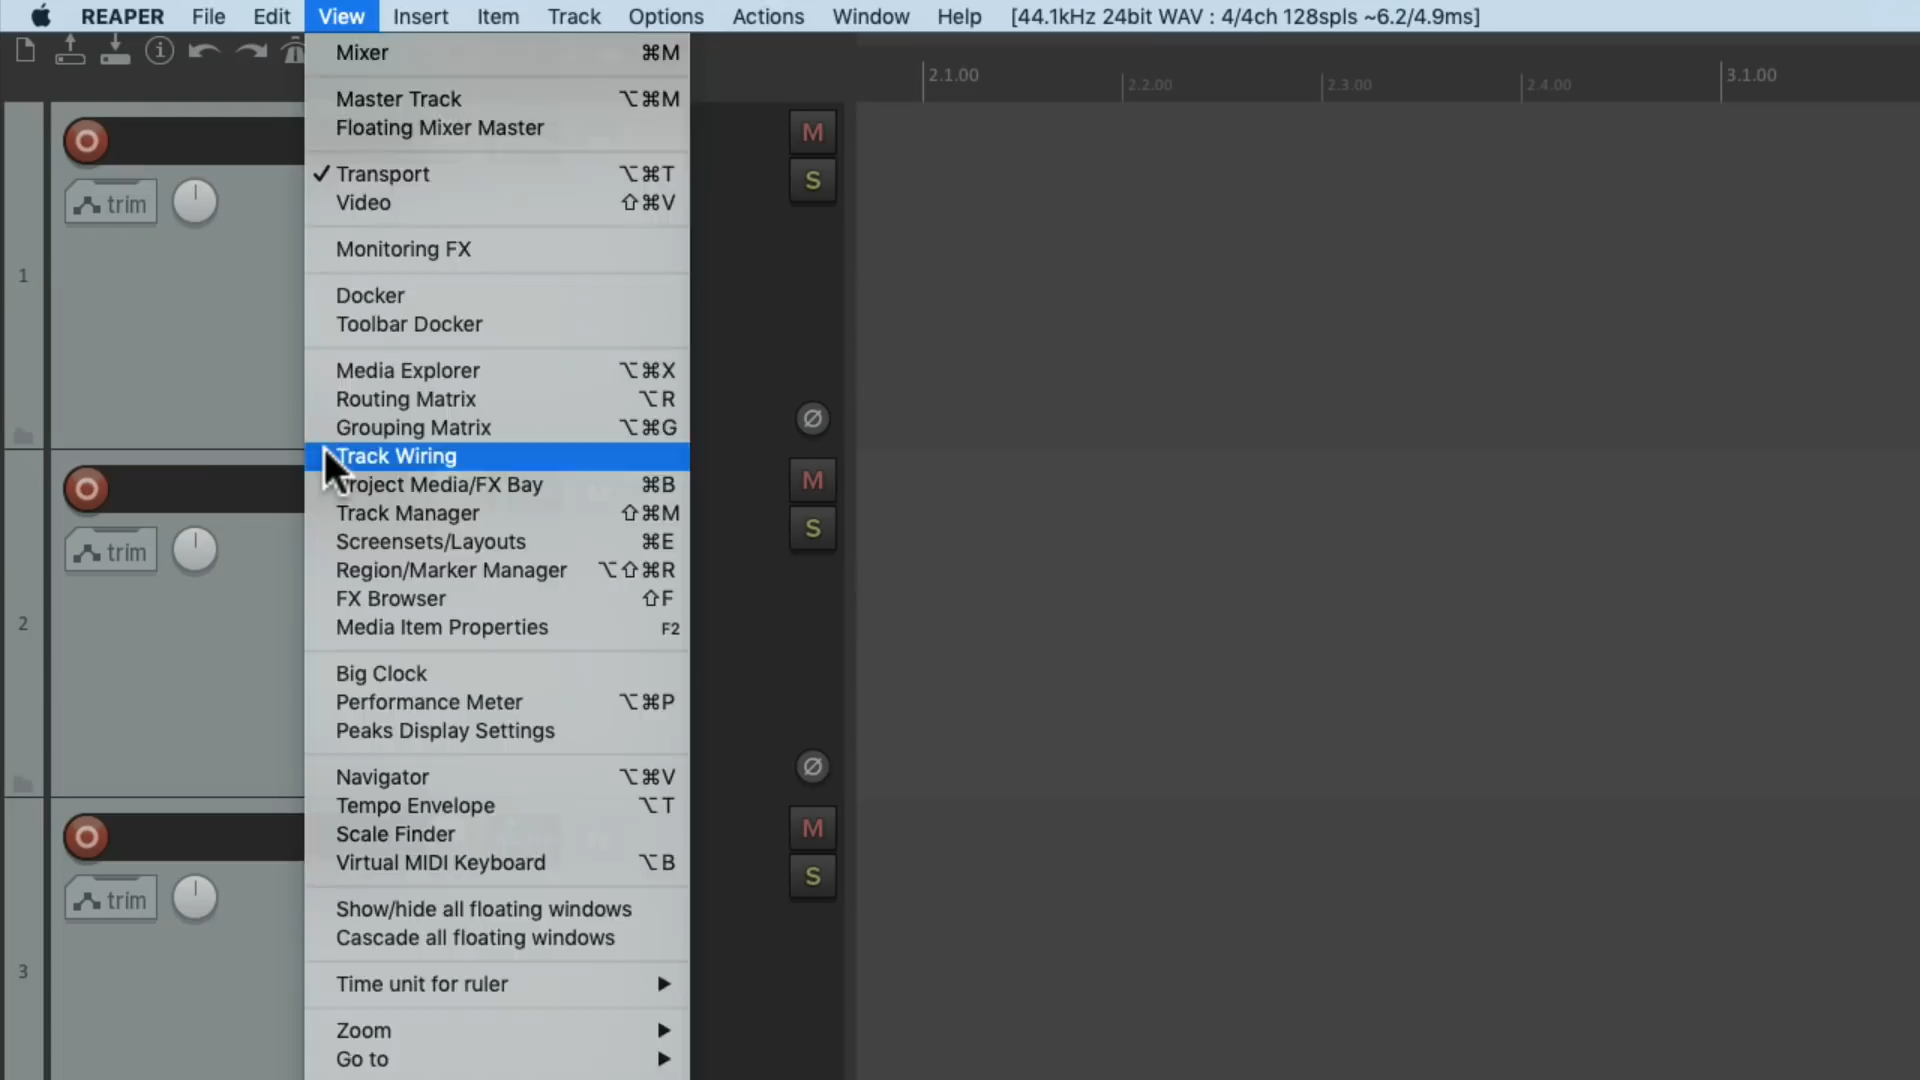 REAPER File Edit View Insert Item Track Options Actions Window Help [44.1kHz 24bit WAV : 4/4ch 128spls ~6.2/4.9ms]
2.1.00 2.2.00 2.3.00 2.4.00 3.1.00
Mixer ⌘M
Master Track ⌥⌘M
Floating Mixer Master
✓ Transport ⌥⌘T
Video ⇧⌘V
Monitoring FX
Docker
Toolbar Docker
Media Explorer ⌥⌘X
Routing Matrix ⌥R
Grouping Matrix ⌥⌘G
Track Wiring
Project Media/FX Bay ⌘B
Track Manager ⇧⌘M
Screensets/Layouts ⌘E
Region/Marker Manager ⌥⇧⌘R
FX Browser ⇧F
Media Item Properties F2
Big Clock
Performance Meter ⌥⌘P
Peaks Display Settings
Navigator ⌥⌘V
Tempo Envelope ⌥T
Scale Finder
Virtual MIDI Keyboard ⌥B
Show/hide all floating windows
Cascade all floating windows
Time unit for ruler ▶
Zoom ▶
Go to ▶
1
trim
M
S
2
trim
M
S
3
trim
M
S